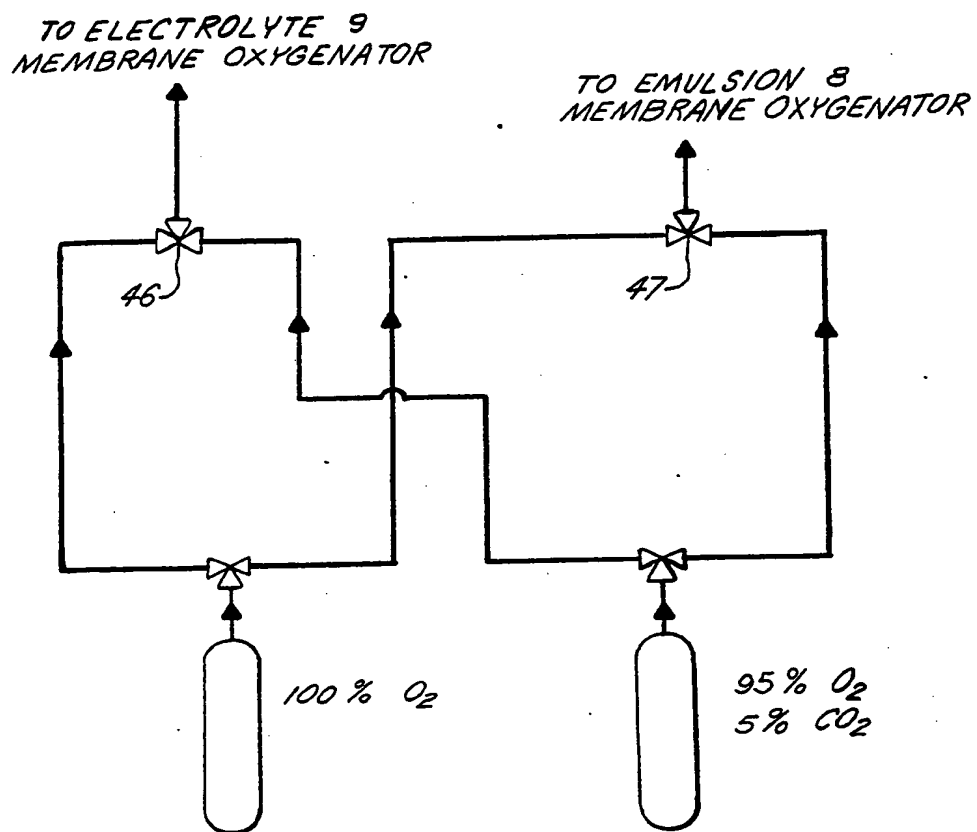 TO ELECTROLYTE 9
MEMBRANE OXYGENATOR
TO EMULSION 8
MEMBRANE OXYGENATOR
46
47
100% O₂
95% O₂
5% CO₂